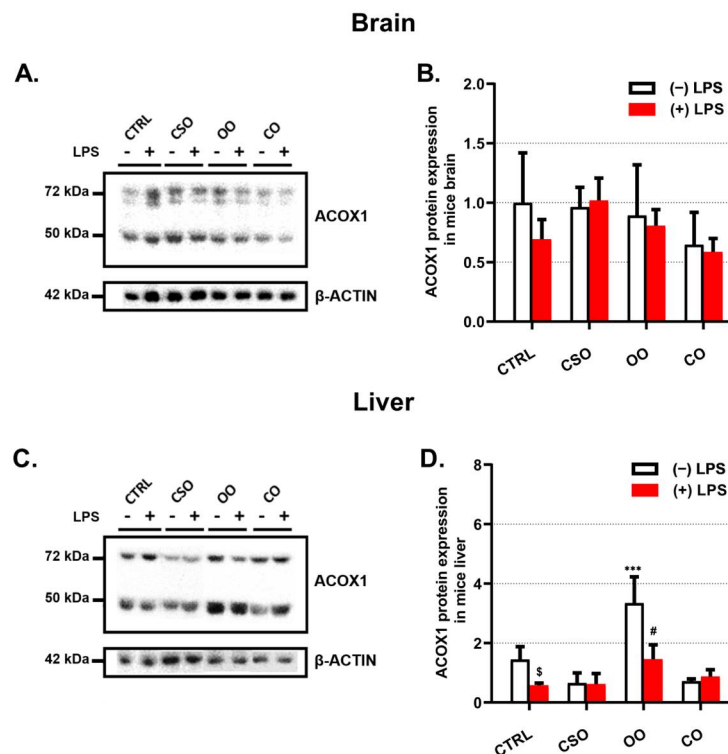 Brain
A.
CTRL CSO OO CO
LPS - + - + - + - +
72 kDa
50 kDa
ACOX1
42 kDa
β-ACTIN
B.
ACOX1 protein expression
in mice brain
2.0
1.5
1.0
0.5
0.0
(−) LPS
(+) LPS
CTRL CSO OO CO
Liver
C.
CTRL CSO OO CO
LPS - + - + - + - +
72 kDa
50 kDa
ACOX1
42 kDa
β-ACTIN
D.
ACOX1 protein expression
in mice liver
8
6
4
2
0
(−) LPS
(+) LPS
$
***
#
CTRL CSO OO CO